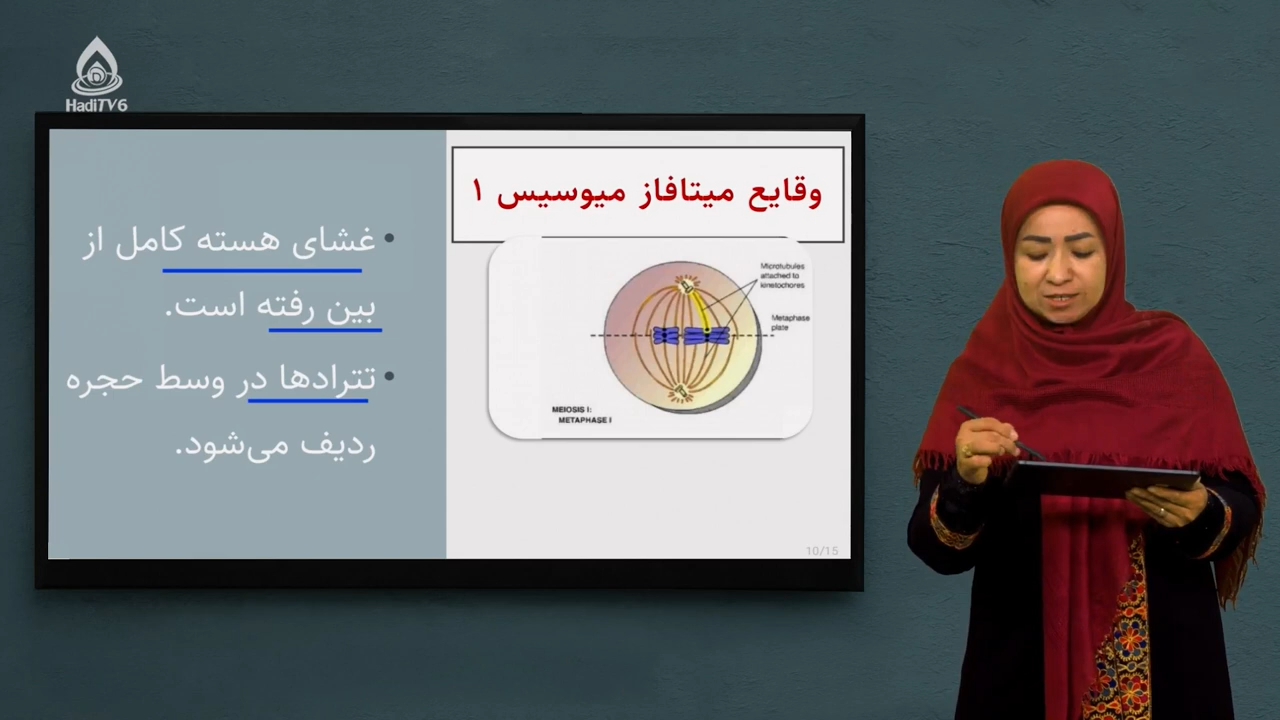 HadiTV6
وقایع میتافاز میوسیس ۱
• غشای هسته کامل از
بین رفته است.
• تترادها در وسط حجره
ردیف می‌شود.
Microtubules
attached to
kinetochores
Metaphase
plate
MEIOSIS I:
METAPHASE I
10/15